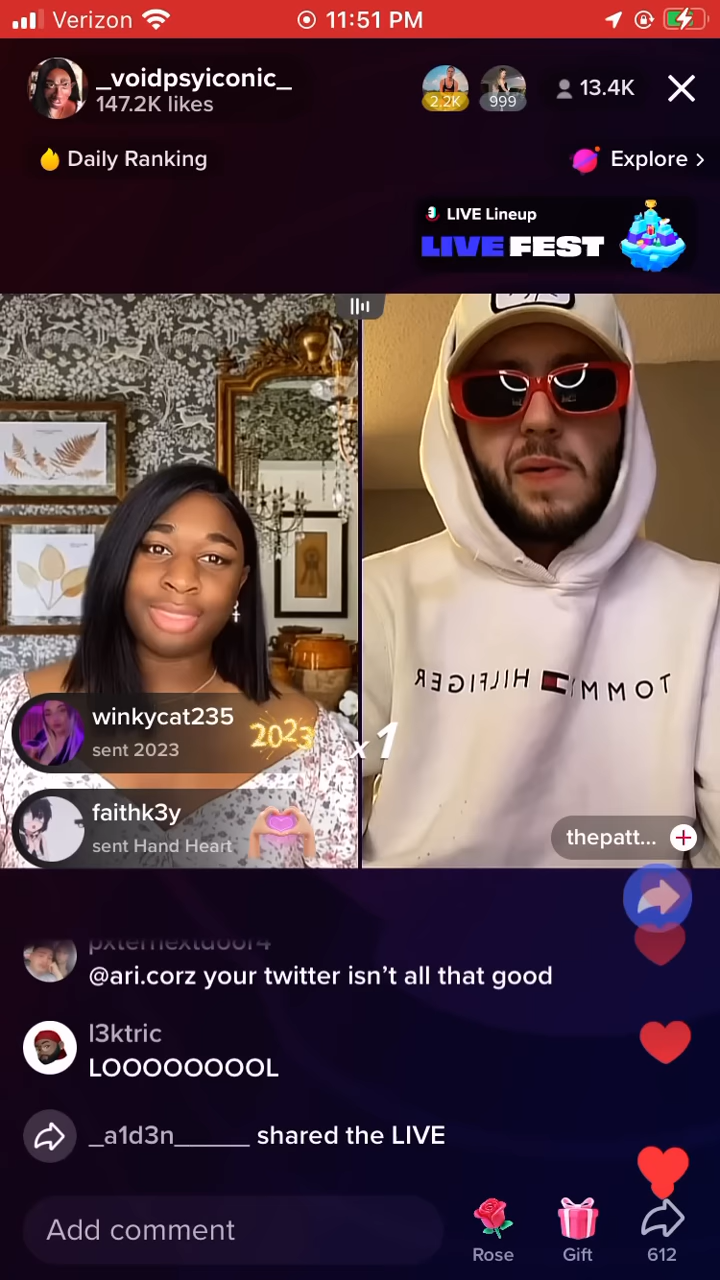 Verizon 11:51 PM
_voidpsyiconic_
147.2K likes
2.2K
999
13.4K
Daily Ranking
Explore >
LIVE Lineup
LIVE FEST
TOMMY HILFIGER
winkycat235
sent 2023
2023
x1
faithk3y
sent Hand Heart
thepatt...
pxternextdoor4
@ari.corz your twitter isn't all that good
l3ktric
LOOOOOOOOL
_a1d3n______ shared the LIVE
Add comment
Rose
Gift
612